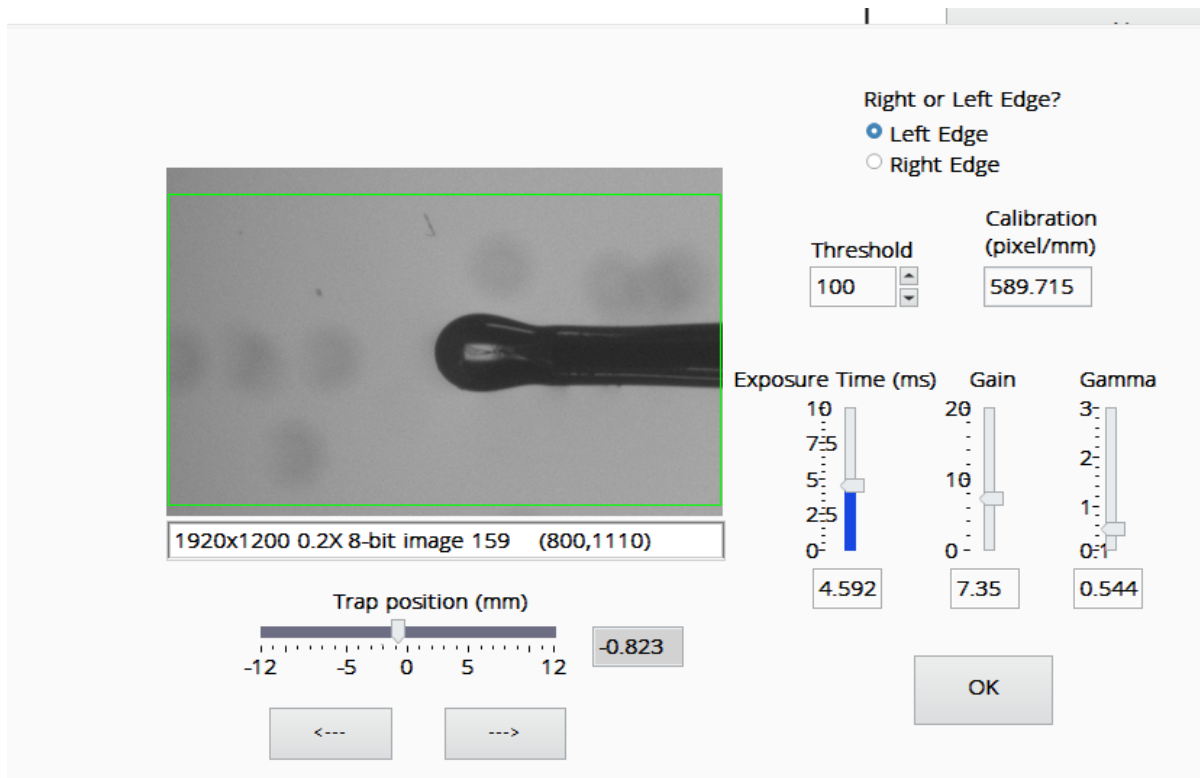 Right or Left Edge?
Left Edge
Right Edge
Calibration
(pixel/mm)
Threshold
100
589.715
Exposure Time (ms)
Gain
Gamma
10
7.5
5
2.5
0
20
10
0
3
2
1
0.1
4.592
7.35
0.544
1920x1200 0.2X 8-bit image 159 (800,1110)
Trap position (mm)
-0.823
-12 -5 0 5 12
<--- --->
OK